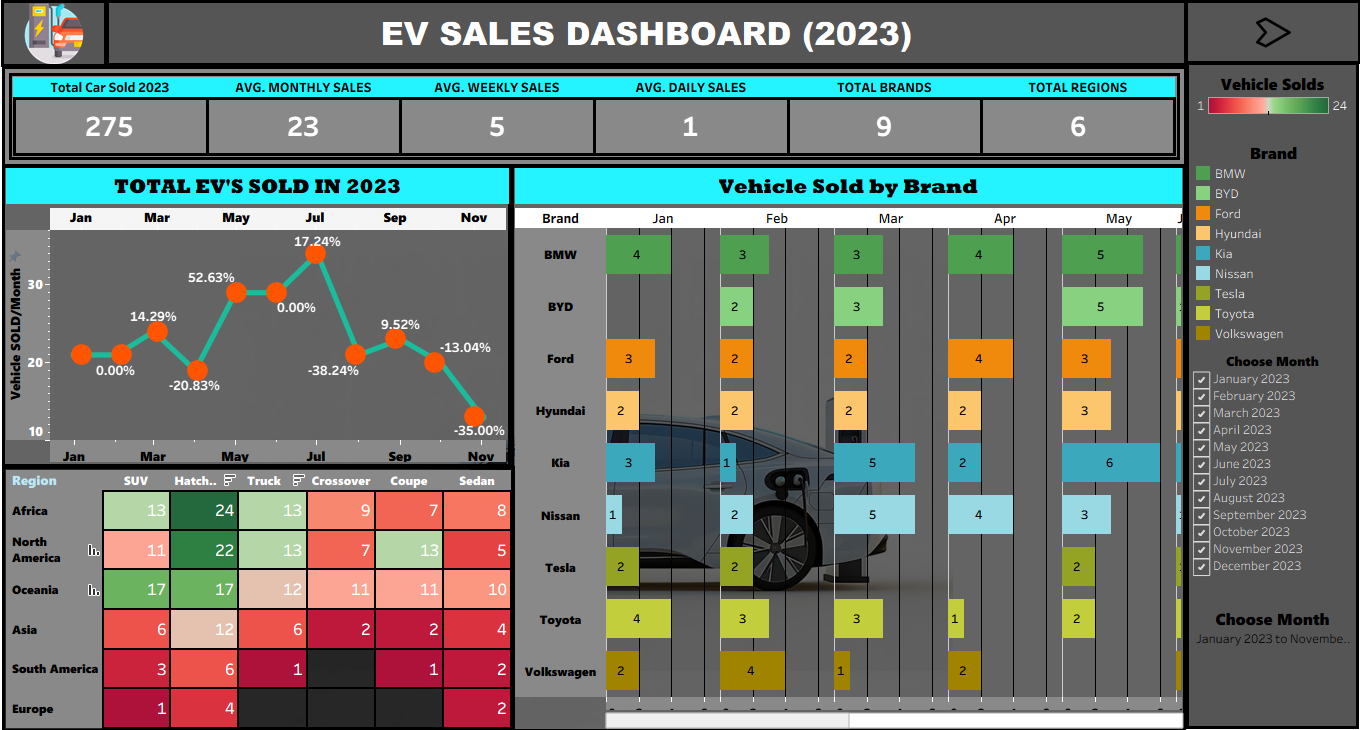 EV SALES DASHBOARD (2023)
Total Car Sold 2023 AVG. MONTHLY SALES AVG. WEEKLY SALES AVG. DAILY SALES TOTAL BRANDS TOTAL REGIONS
275 23 5 1 9 6
TOTAL EV'S SOLD IN 2023
Jan Mar May Jul Sep Nov
Vehicle SOLD/Month
30
20
10
17.24%
52.63%
0.00%
14.29%
9.52%
-13.04%
0.00%
-20.83%
-38.24%
-35.00%
Jan Mar May Jul Sep Nov
Region SUV Hatch.. Truck Crossover Coupe Sedan
Africa 13 24 13 9 7 8
North
America 11 22 13 7 13 5
Oceania 17 17 12 11 11 10
Asia 6 12 6 2 2 4
South America 3 6 1 1 2
Europe 1 4 2
Vehicle Sold by Brand
Brand Jan Feb Mar Apr May
BMW 4 3 3 4 5
BYD 2 3 5
Ford 3 2 2 4 3
Hyundai 2 2 2 2 3
Kia 3 1 5 2 6
Nissan 1 2 5 4 3
Tesla 2 2 2
Toyota 4 3 3 1 2
Volkswagen 2 4 1 2
Vehicle Solds
1 24
Brand
BMW
BYD
Ford
Hyundai
Kia
Nissan
Tesla
Toyota
Volkswagen
Choose Month
January 2023
February 2023
March 2023
April 2023
May 2023
June 2023
July 2023
August 2023
September 2023
October 2023
November 2023
December 2023
Choose Month
January 2023 to Novembe..